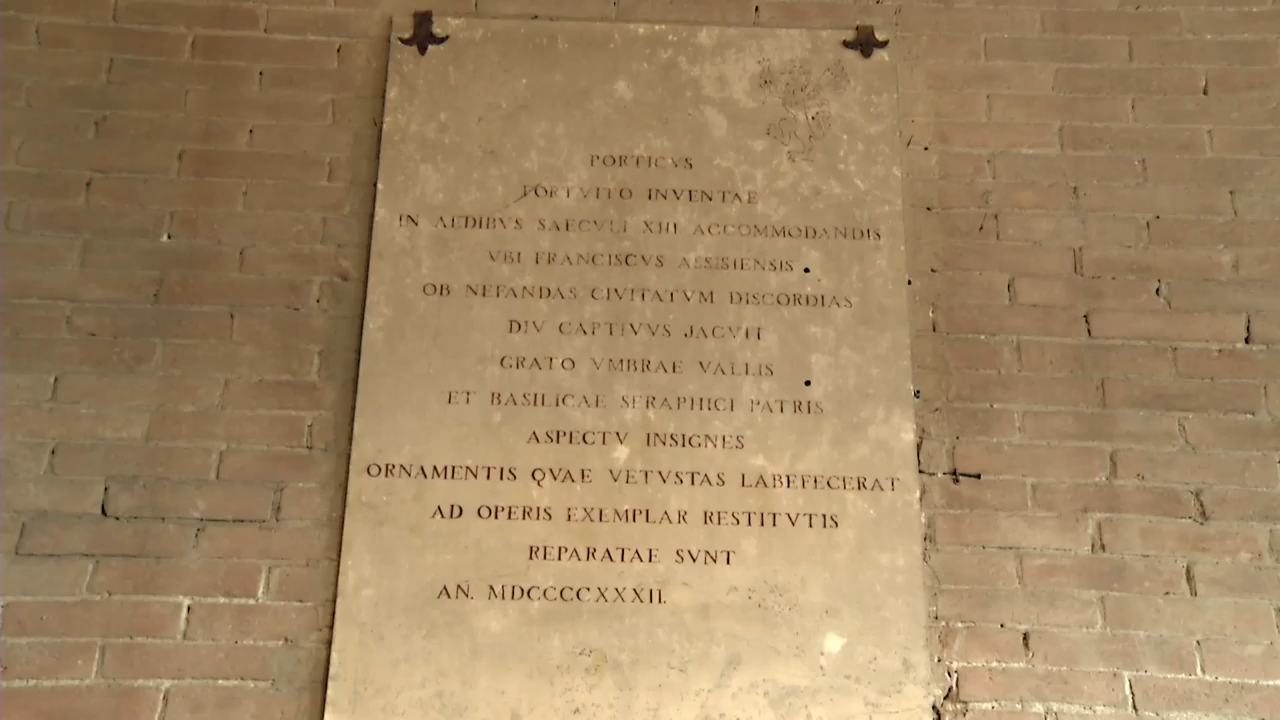 PORTICVS
FORTVITO INVENTAE
IN AEDIBVS SAECVLI XIII ACCOMMODANDIS
VBI FRANCISCVS ASSISIENSIS
OB NEFANDAS CIVITATVM DISCORDIAS
DIV CAPTIVVS JACVIT
GRATO VMBRAE VALLIS
ET BASILICAE SERAPHICI PATRIS
ASPECTV INSIGNES
ORNAMENTIS QVAE VETVSTAS LABEFECERAT
AD OPERIS EXEMPLAR RESTITVTIS
REPARATAE SVNT
AN. MDCCCCXXXII.